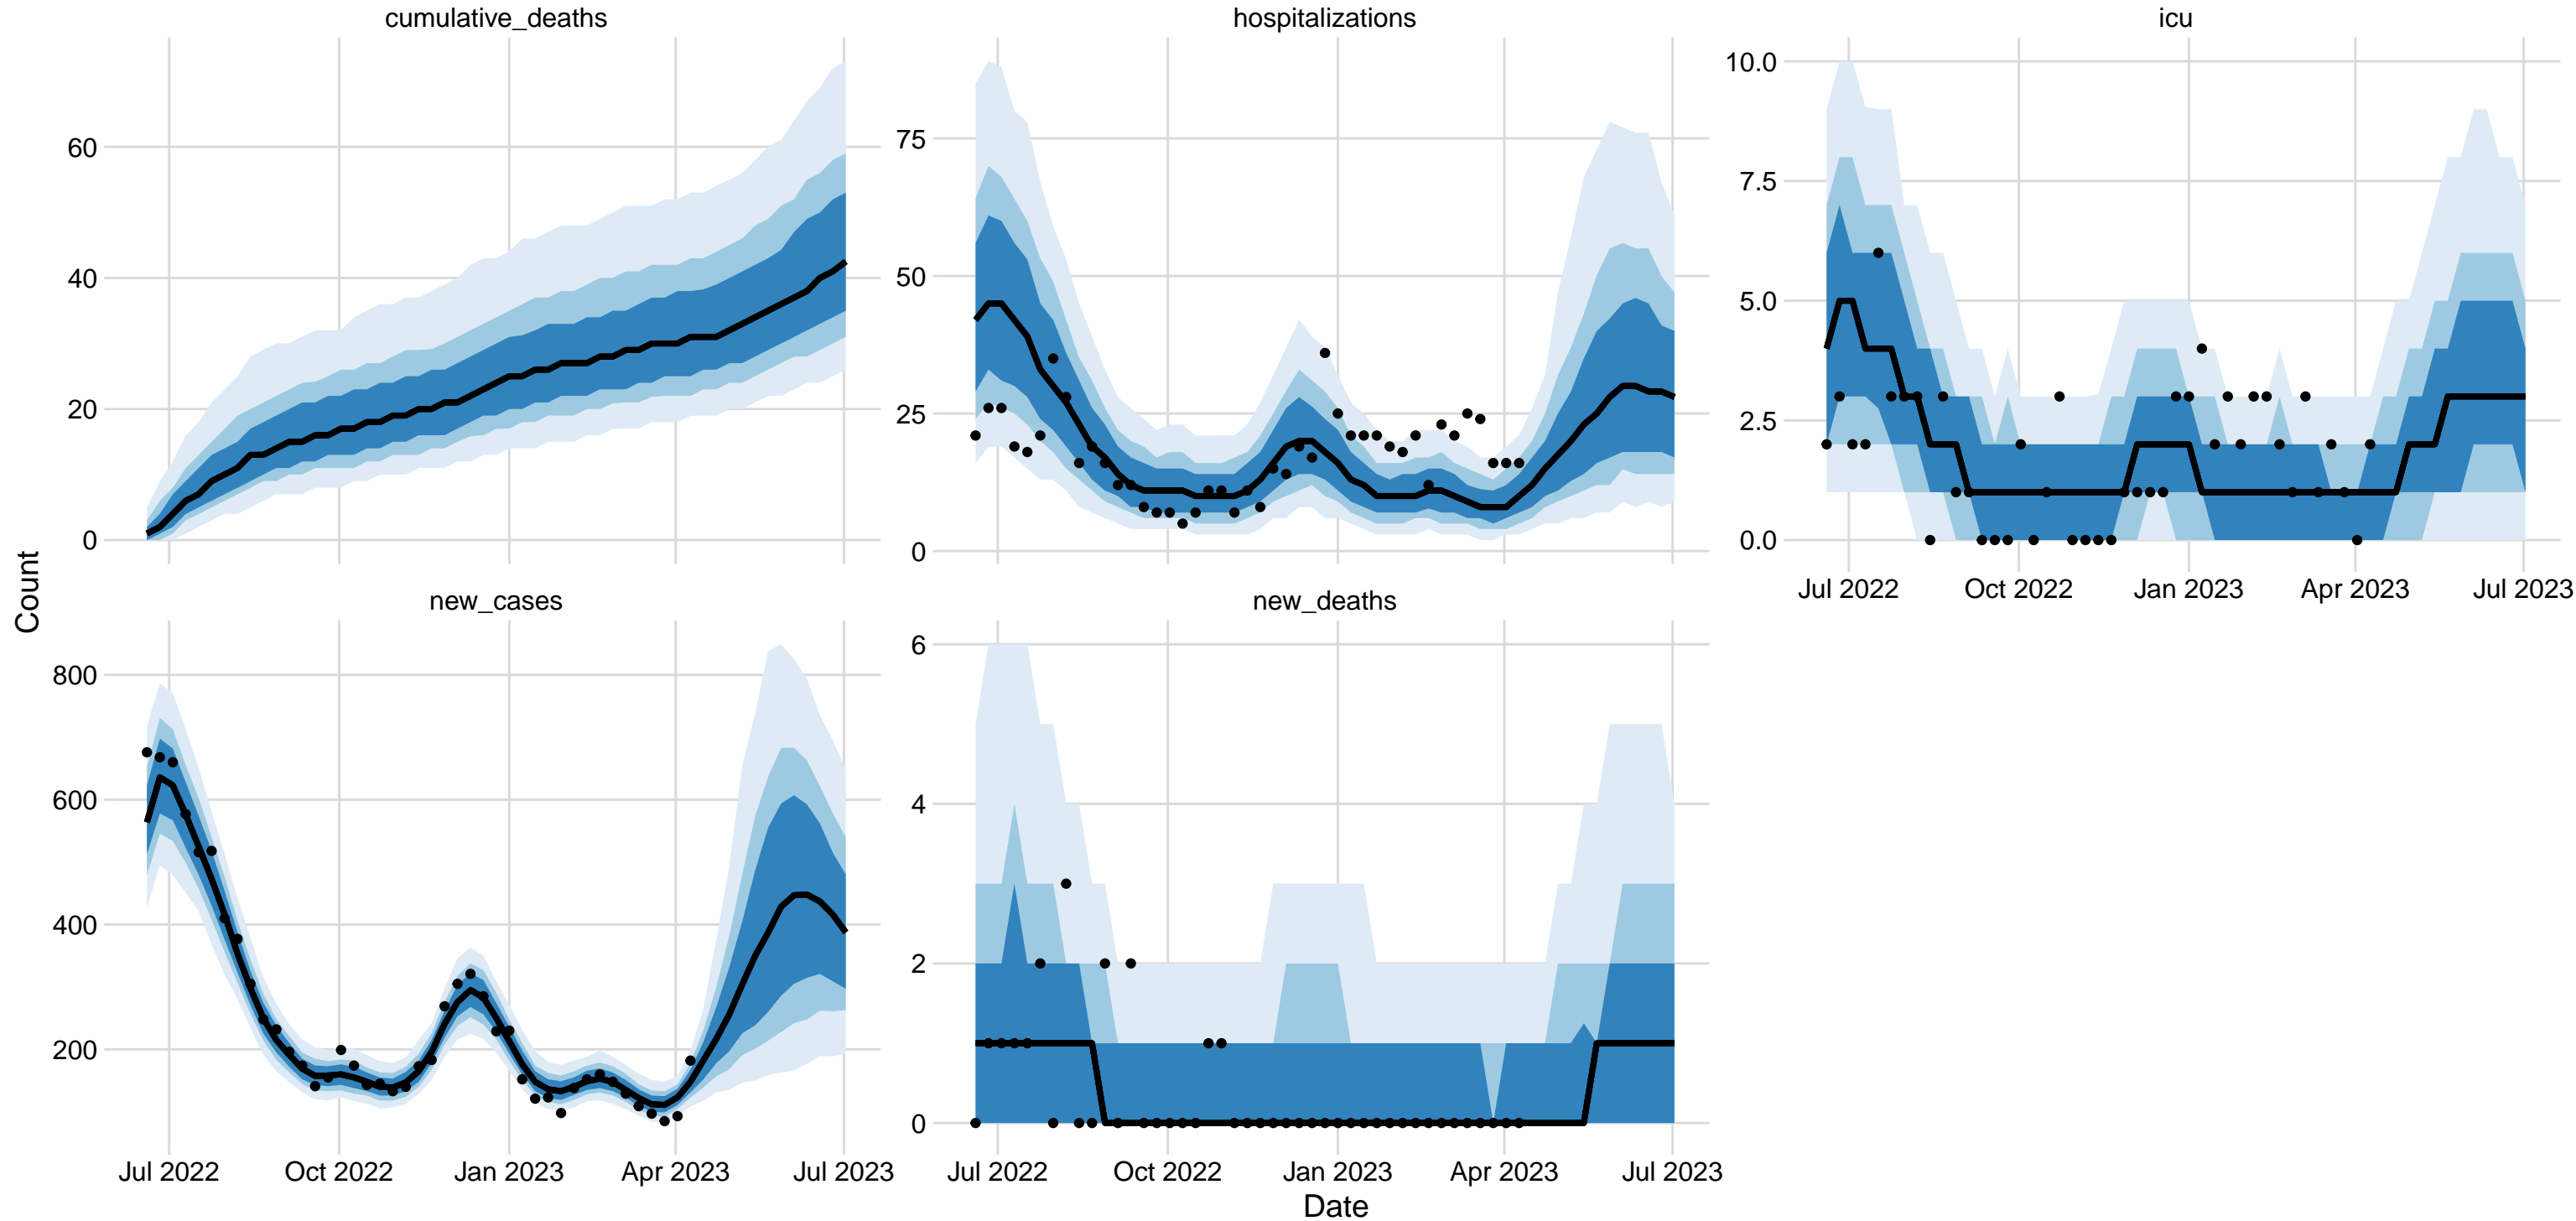 cumulative_deaths
hospitalizations
icu
60
40
20
0
75
50
25
0
10.0
7.5
5.0
2.5
0.0
Jul 2022
Oct 2022
Jan 2023
Apr 2023
Jul 2023
Count
new_cases
new_deaths
800
600
400
200
6
4
2
0
Jul 2022
Oct 2022
Jan 2023
Apr 2023
Jul 2023
Jul 2022
Oct 2022
Jan 2023
Apr 2023
Jul 2023
Date